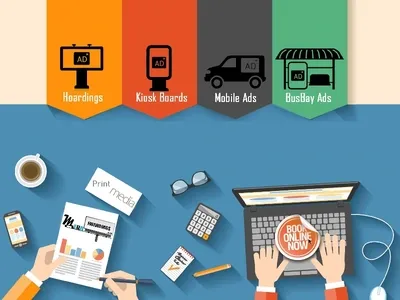 AD
AD
AD
AD
Hoardings
Kiosk Boards
Mobile Ads
BusBay Ads
Print
media
BOOK
ONLINE
NOW